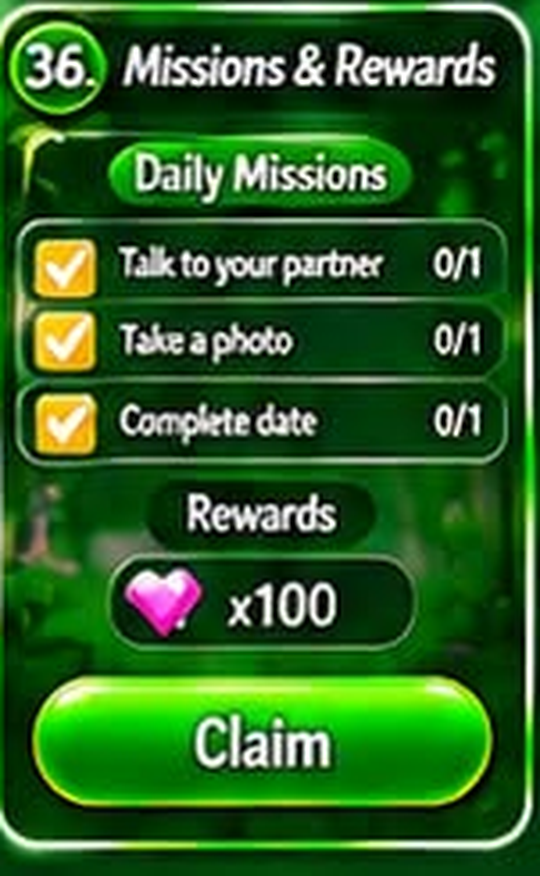 36. Missions & Rewards
Daily Missions
Talk to your partner 0/1
Take a photo 0/1
Complete date 0/1
Rewards
x100
Claim